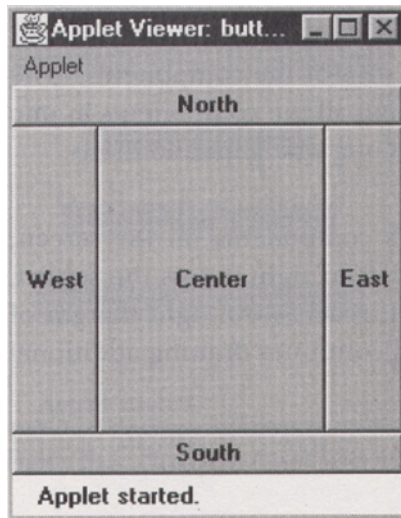 Applet Viewer: butt...
Applet
North
West Center East
South
Applet started.